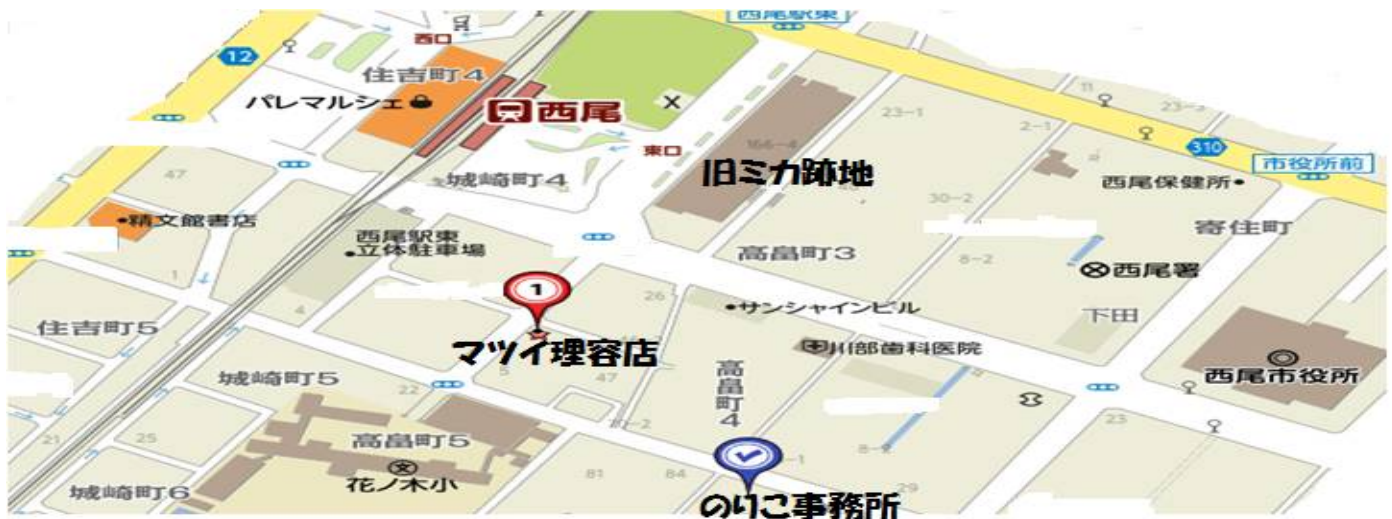 西尾駅東
西口
12
住吉町4
パレマルシェ
西尾
X
東口
11
23-3
23-1
2-1
310
市役所前
166-4
旧ミカ跡地
47
城崎町4
西尾保健所
30-2
精文館書店
西尾駅東
立体駐車場
寄住町
高畠町3
8-2
西尾署
1
1
26
サンシャインビル
下田
4
住吉町5
マツイ理容店
川部歯科医院
西尾市役所
城崎町5
22
5
47
高畠町4
23
21
25
高畠町5
文
花ノ木小
81
84
8-2
29
城崎町6
のりこ事務所